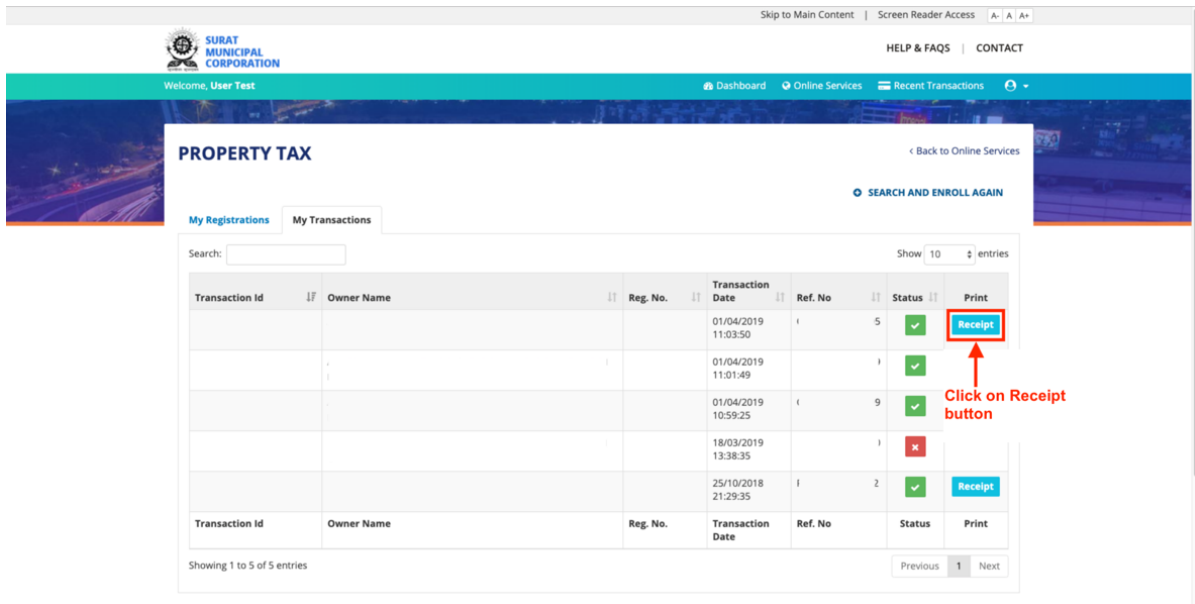 Skip to Main Content | Screen Reader Access A- A A+
SURAT
MUNICIPAL
CORPORATION
HELP & FAQS | CONTACT
Welcome, User Test
Dashboard Online Services Recent Transactions
PROPERTY TAX
< Back to Online Services
SEARCH AND ENROLL AGAIN
My Registrations My Transactions
Search: Show 10 entries
Transaction Id Owner Name Reg. No. Transaction Date Ref. No Status Print
01/04/2019 5 Receipt
11:03:50
01/04/2019
11:01:49
Click on Receipt
button
01/04/2019 9
10:59:25
18/03/2019
13:38:35
25/10/2018 2 Receipt
21:29:35
Transaction Id Owner Name Reg. No. Transaction Date Ref. No Status Print
Showing 1 to 5 of 5 entries
Previous 1 Next